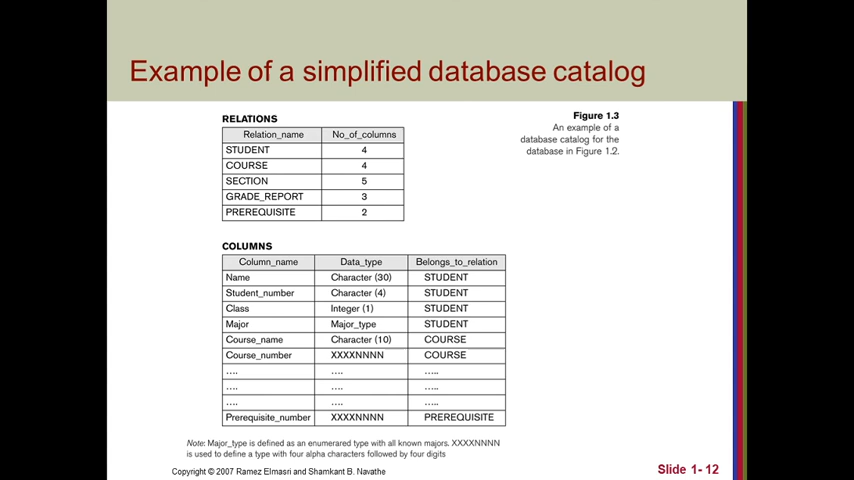 Example of a simplified database catalog
RELATIONS
Relation_name No_of_columns
STUDENT 4
COURSE 4
SECTION 5
GRADE_REPORT 3
PREREQUISITE 2
Figure 1.3
An example of a
database catalog for the
database in Figure 1.2.
COLUMNS
Column_name Data_type Belongs_to_relation
Name Character (30) STUDENT
Student_number Character (4) STUDENT
Class Integer (1) STUDENT
Major Major_type STUDENT
Course_name Character (10) COURSE
Course_number XXXXNNNN COURSE
.... .... .....
.... .... .....
.... .... .....
Prerequisite_number XXXXNNNN PREREQUISITE
Note: Major_type is defined as an enumerared type with all known majors. XXXXNNNN
is used to define a type with four alpha characters followed by four digits
Copyright © 2007 Ramez Elmasri and Shamkant B. Navathe
Slide 1- 12